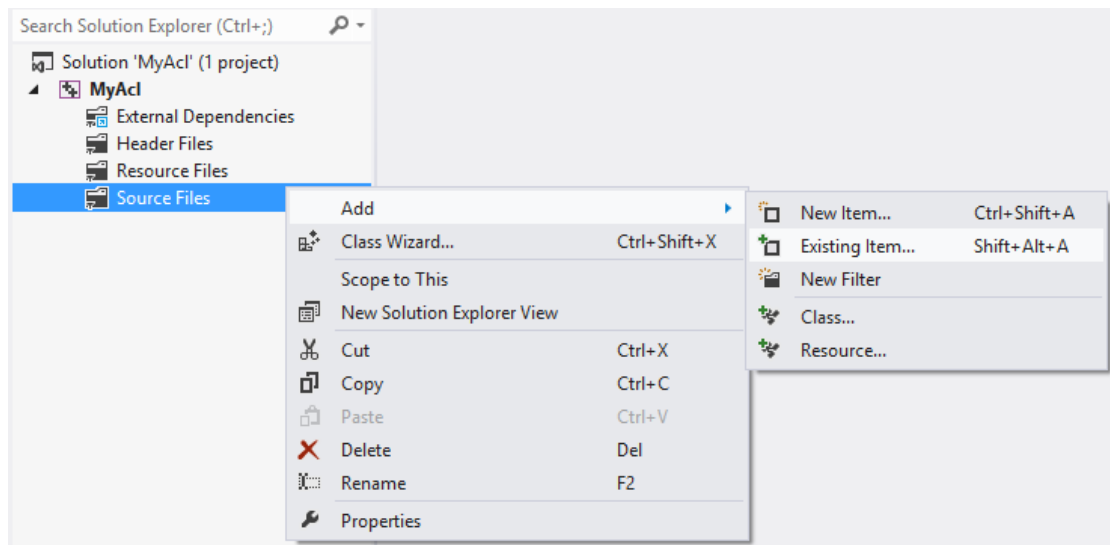 Search Solution Explorer (Ctrl+;)
Solution 'MyAcl' (1 project)
MyAcl
External Dependencies
Header Files
Resource Files
Source Files
Add
Class Wizard... Ctrl+Shift+X
Scope to This
New Solution Explorer View
Cut Ctrl+X
Copy Ctrl+C
Paste Ctrl+V
Delete Del
Rename F2
Properties
New Item... Ctrl+Shift+A
Existing Item... Shift+Alt+A
New Filter
Class...
Resource...